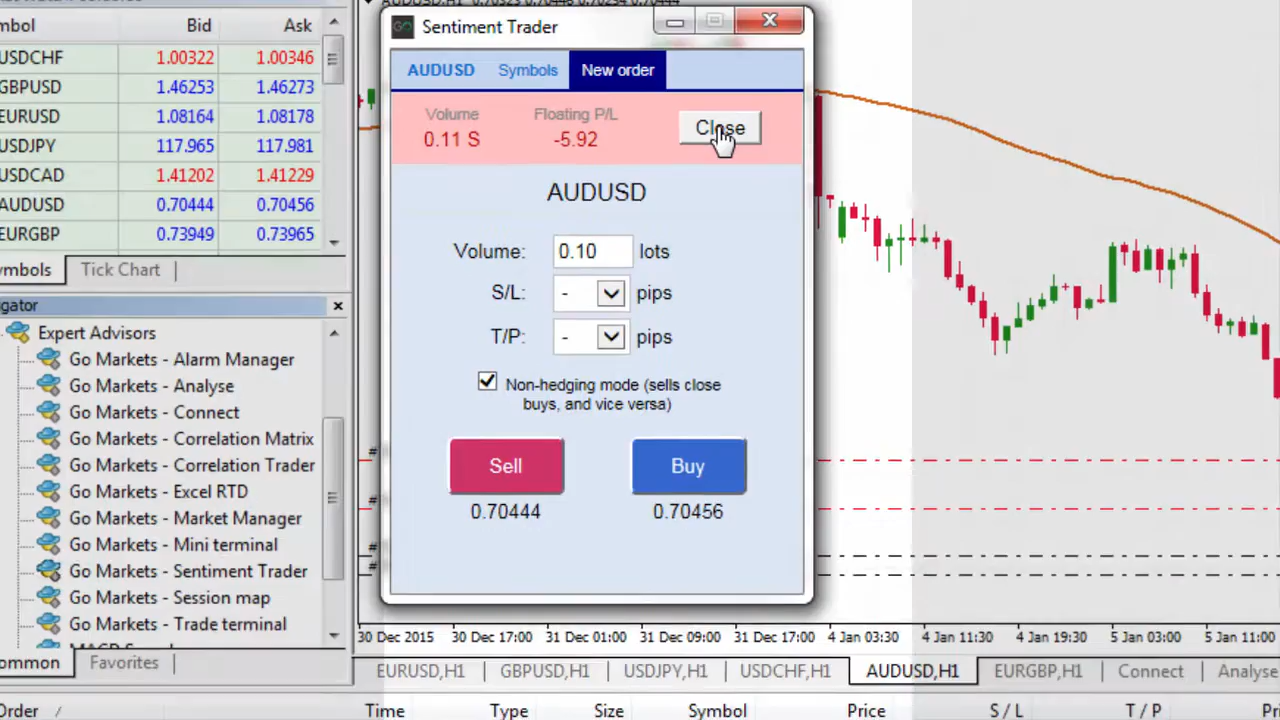 Sentiment Trader
AUDUSD Symbols New order
Volume Floating P/L
0.11 S -5.92 Close
AUDUSD
Volume: 0.10 lots
S/L: - pips
T/P: - pips
Non-hedging mode (sells close
buys, and vice versa)
Sell Buy
0.70444 0.70456
mbol Bid Ask
USDCHF 1.00322 1.00346
GBPUSD 1.46253 1.46273
EURUSD 1.08164 1.08178
USDJPY 117.965 117.981
USDCAD 1.41202 1.41229
AUDUSD 0.70444 0.70456
EURGBP 0.73949 0.73965
ymbols Tick Chart
igator
Expert Advisors
Go Markets - Alarm Manager
Go Markets - Analyse
Go Markets - Connect
Go Markets - Correlation Matrix
Go Markets - Correlation Trader
Go Markets - Excel RTD
Go Markets - Market Manager
Go Markets - Mini terminal
Go Markets - Sentiment Trader
Go Markets - Session map
Go Markets - Trade terminal
ommon Favorites
30 Dec 2015 30 Dec 17:00 31 Dec 01:00 31 Dec 09:00 31 Dec 17:00 4 Jan 03:30 4 Jan 11:30 4 Jan 19:30 5 Jan 03:00 5 Jan 11:00
EURUSD,H1 GBPUSD,H1 USDJPY,H1 USDCHF,H1 AUDUSD,H1 EURGBP,H1 Connect Analyse
Order / Time Type Size Symbol Price S / L T / P Pri